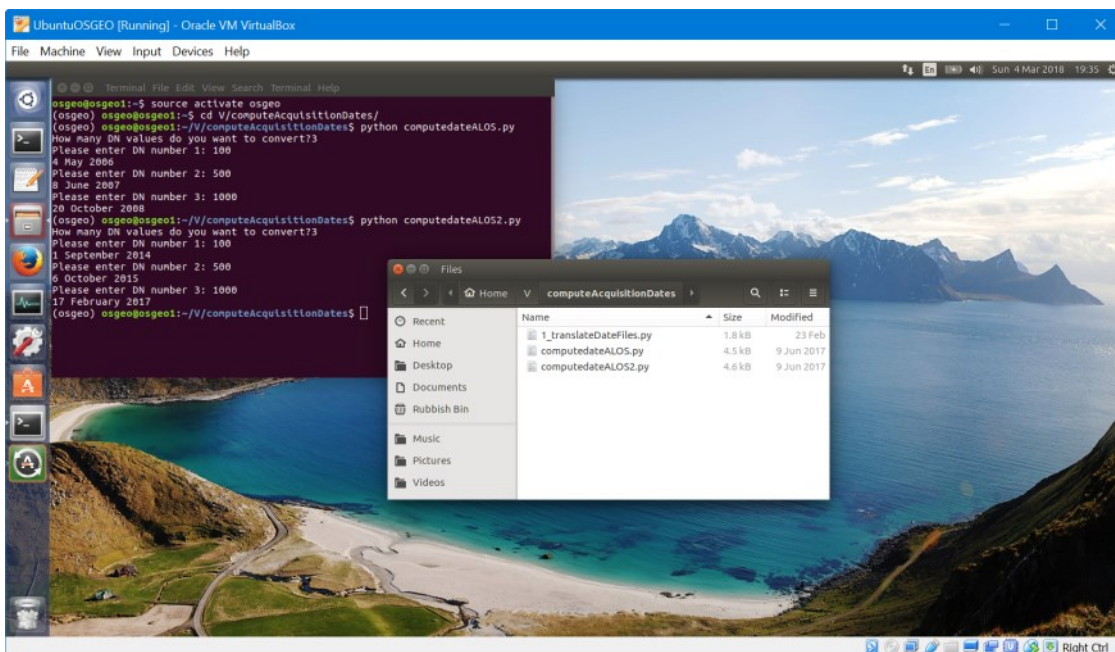 UbuntuOSGEO [Running] - Oracle VM VirtualBox
File Machine View Input Devices Help
En Sun 4 Mar 2018 19:35
Terminal File Edit View Search Terminal Help
osgeo@osgeo1:~$ source activate osgeo
(osgeo) osgeo@osgeo1:~$ cd V/computeAcquisitionDates/
(osgeo) osgeo@osgeo1:~/V/computeAcquisitionDates$ python computedateALOS.py
How many DN values do you want to convert?3
Please enter DN number 1: 100
4 May 2006
Please enter DN number 2: 500
8 June 2007
Please enter DN number 3: 1000
20 October 2008
(osgeo) osgeo@osgeo1:~/V/computeAcquisitionDates$ python computedateALOS2.py
How many DN values do you want to convert?3
Please enter DN number 1: 100
1 September 2014
Please enter DN number 2: 500
6 October 2015
Please enter DN number 3: 1000
17 February 2017
(osgeo) osgeo@osgeo1:~/V/computeAcquisitionDates$
Files
Home V computeAcquisitionDates
Recent
Home
Desktop
Documents
Rubbish Bin
Music
Pictures
Videos
Name Size Modified
1_translateDateFiles.py 1.8 kB 23 Feb
computedateALOS.py 4.5 kB 9 Jun 2017
computedateALOS2.py 4.6 kB 9 Jun 2017
Right Ctrl